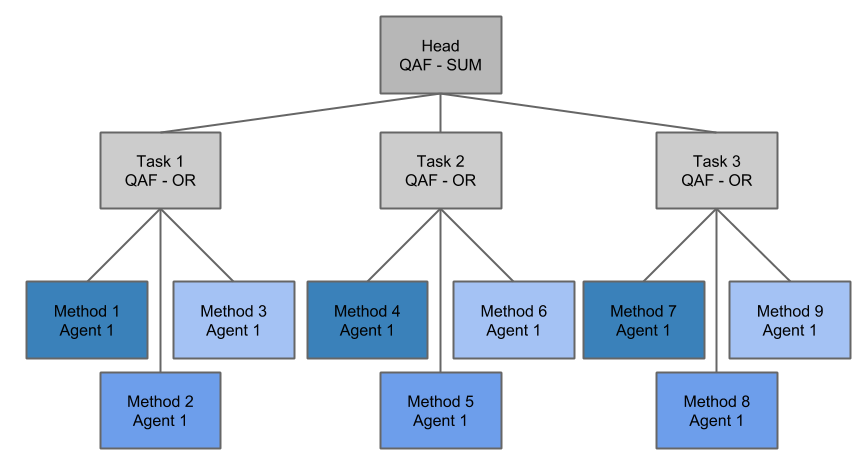 Head
QAF - SUM
Task 1
QAF - OR
Task 2
QAF - OR
Task 3
QAF - OR
Method 1
Agent 1
Method 3
Agent 1
Method 4
Agent 1
Method 6
Agent 1
Method 7
Agent 1
Method 9
Agent 1
Method 2
Agent 1
Method 5
Agent 1
Method 8
Agent 1